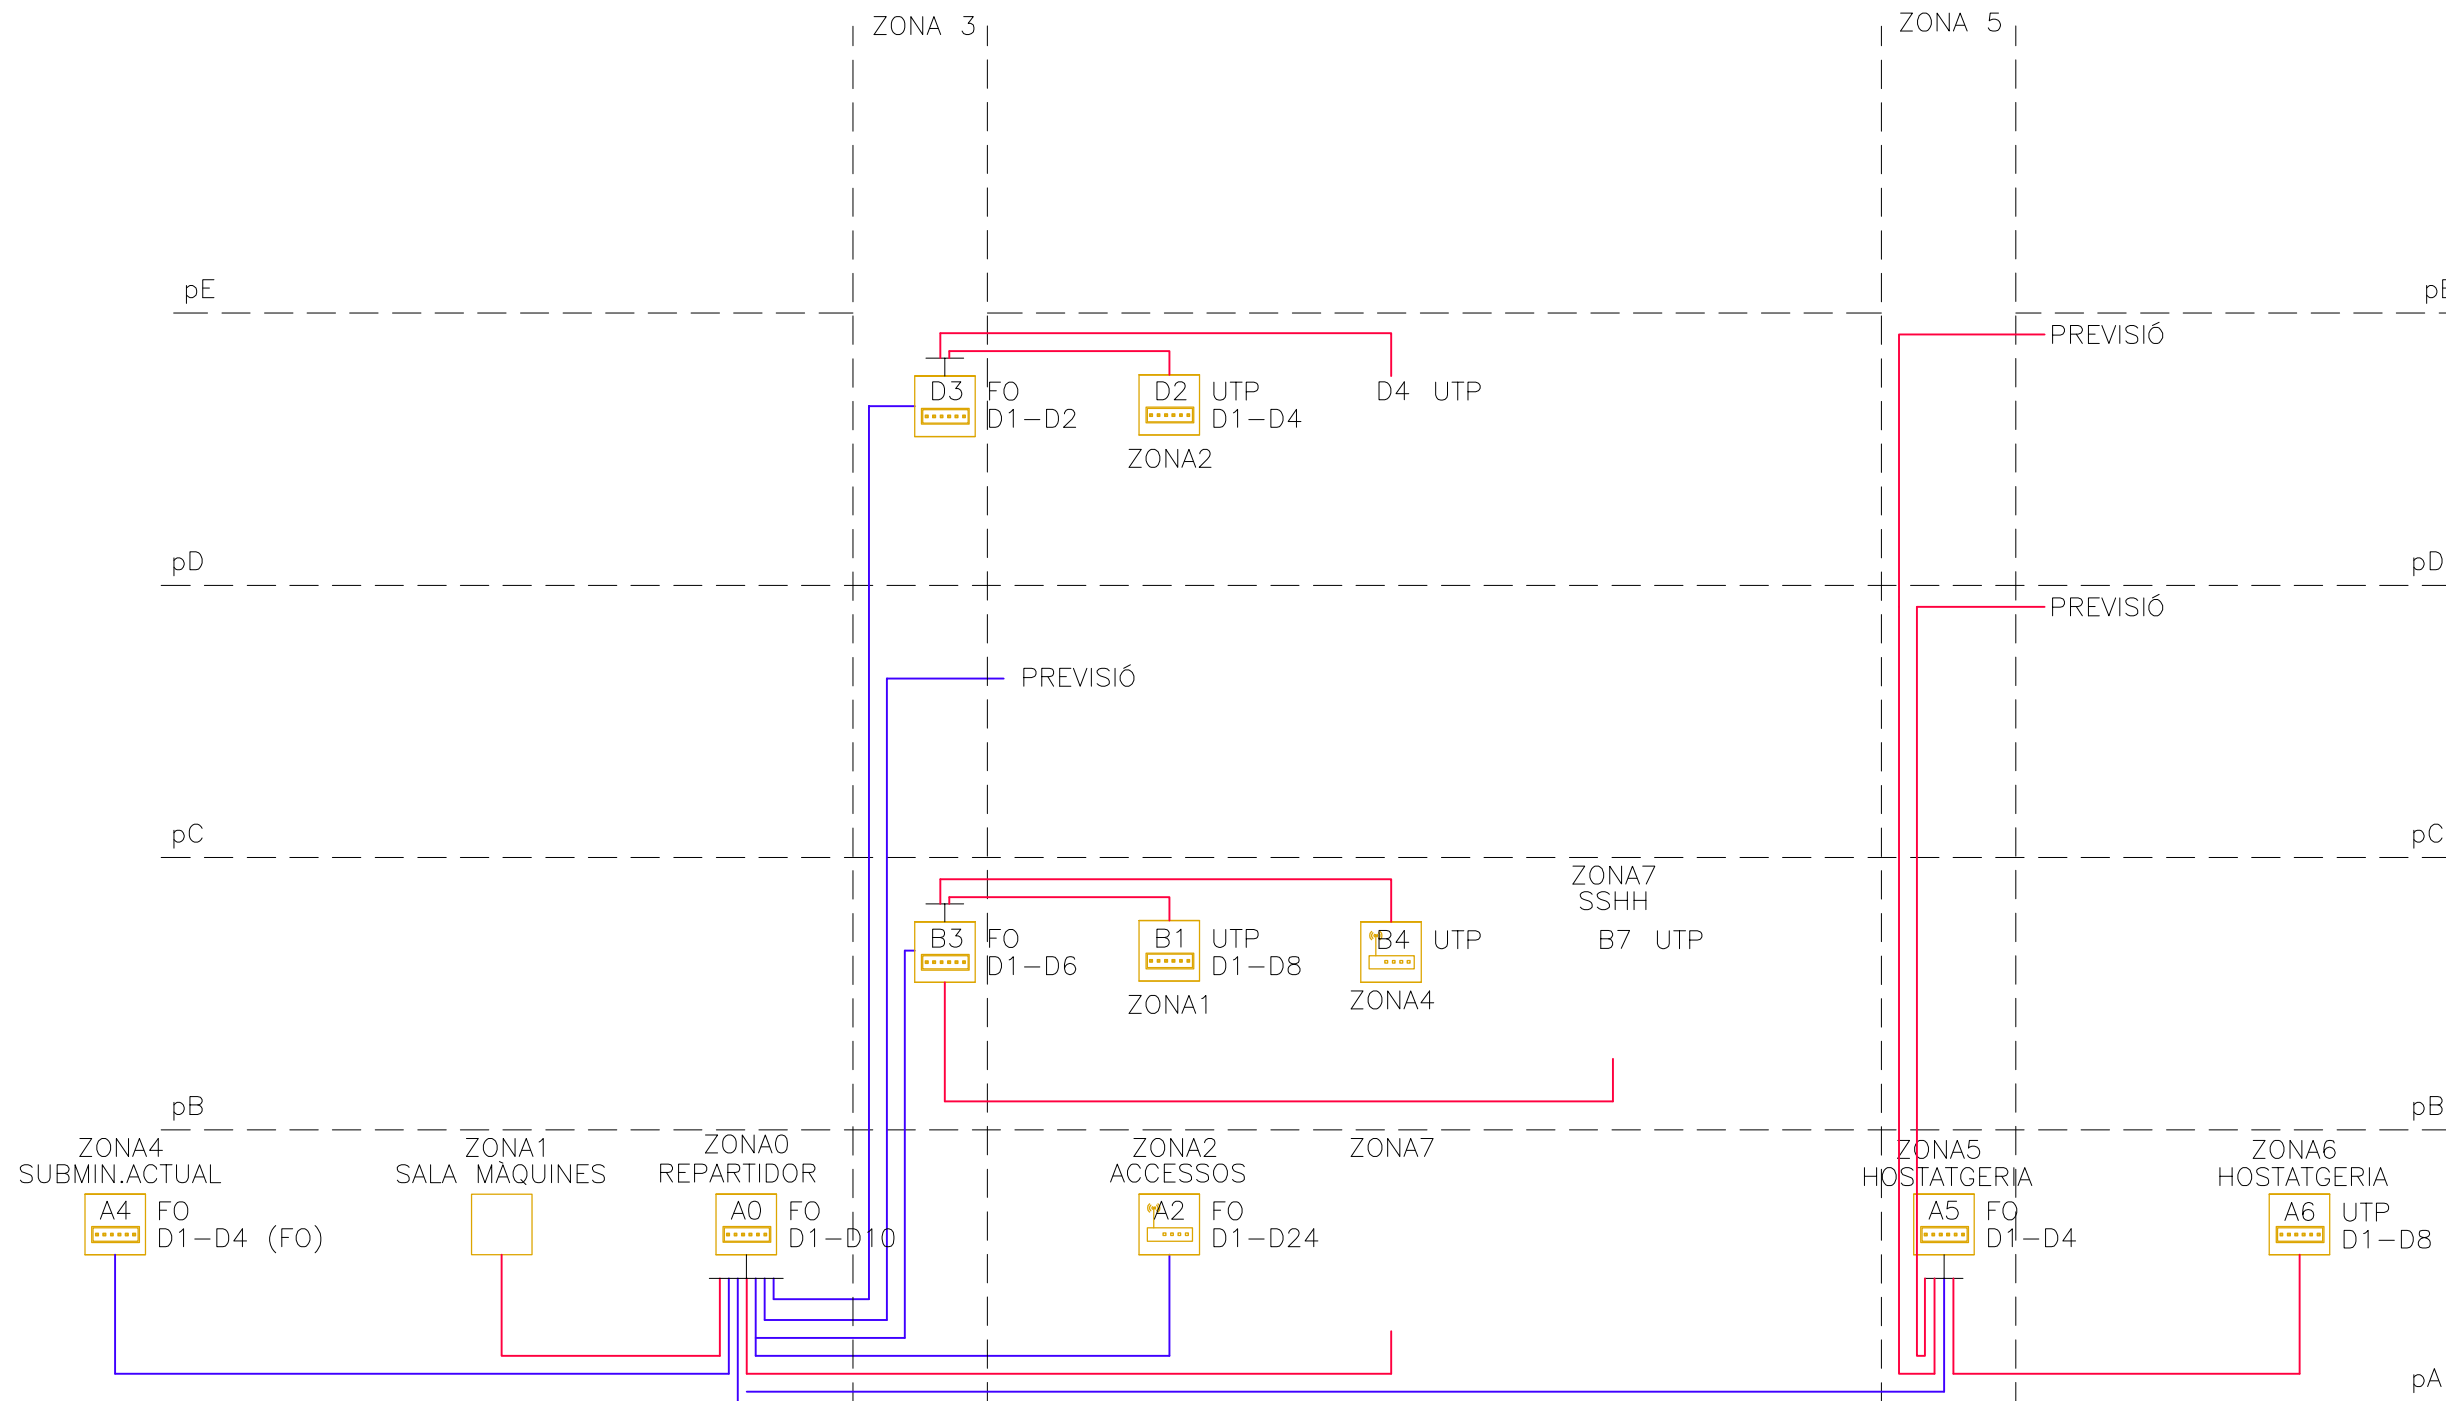 ZONA 3
ZONA 5
pE
pE
PREVISIÓ
D3 FO
D1-D2
D2 UTP
D1-D4
ZONA2
D4 UTP
pD
pD
PREVISIÓ
PREVISIÓ
pC
pC
ZONA7
SSHH
B3 FO
D1-D6
B1 UTP
D1-D8
ZONA1
B4 UTP
ZONA4
B7 UTP
pB
pB
ZONA4
SUBMIN.ACTUAL
A4 FO
D1-D4 (FO)
ZONA1
SALA MÀQUINES
ZONA0
REPARTIDOR
A0 FO
D1-D10
ZONA2
ACCESSOS
A2 FO
D1-D24
ZONA7
ZONA5
HOSTATGERIA
A5 FO
D1-D4
ZONA6
HOSTATGERIA
A6 UTP
D1-D8
pA